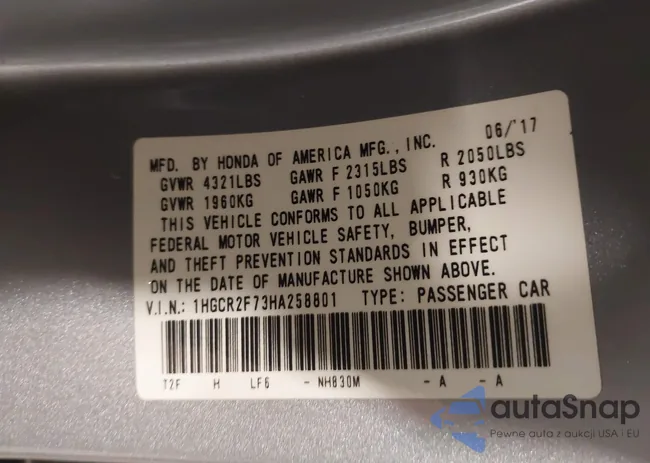 MFD. BY HONDA OF AMERICA MFG., INC. 06/'17
GVWR 4321LBS GAWR F 2315LBS R 2050LBS
GVWR 1960KG GAWR F 1050KG R 930KG
THIS VEHICLE CONFORMS TO ALL APPLICABLE
FEDERAL MOTOR VEHICLE SAFETY, BUMPER,
AND THEFT PREVENTION STANDARDS IN EFFECT
ON THE DATE OF MANUFACTURE SHOWN ABOVE.
V.I.N.: 1HGCR2F73HA258801 TYPE: PASSENGER CAR
T2F H LF6 -NH830M -A -A
autaSnap
Pewne auta z aukcji USA i EU